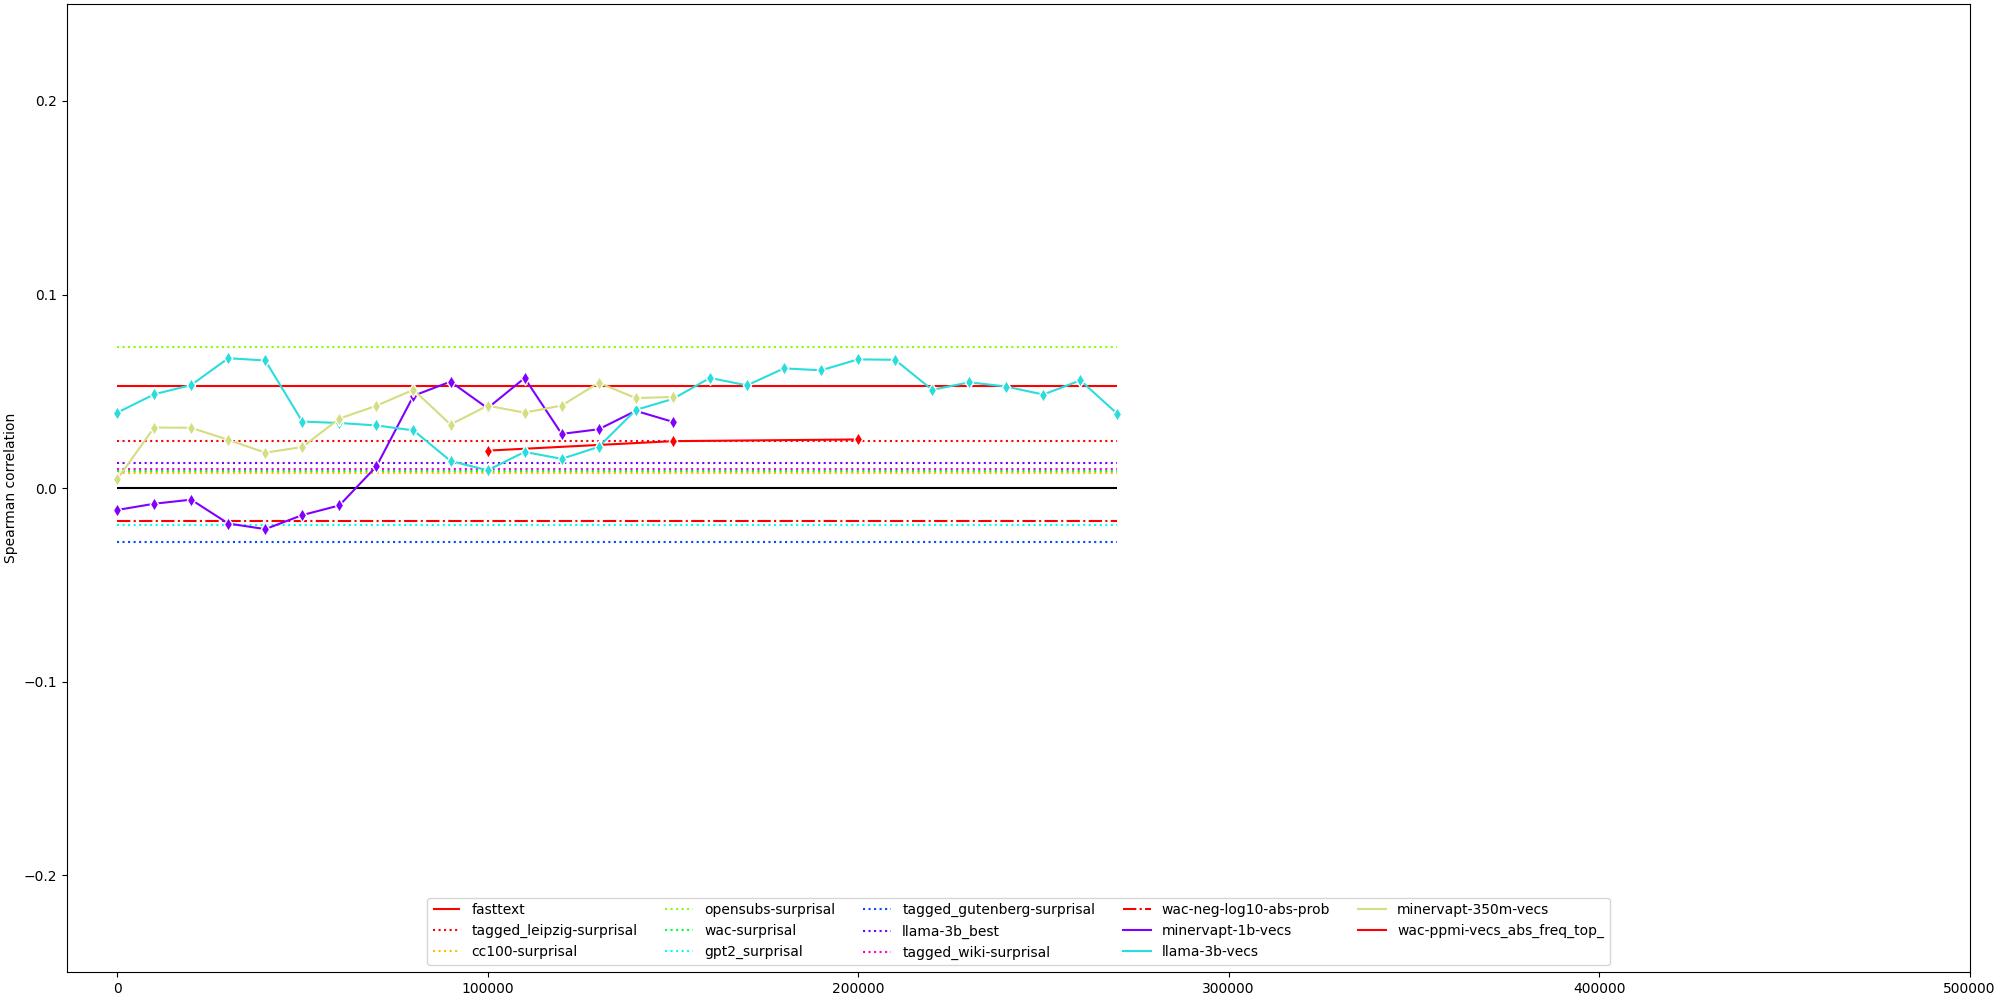 0.2
0.1
0.0
−0.1
−0.2
Spearman correlation
fasttext
tagged_leipzig-surprisal
cc100-surprisal
opensubs-surprisal
wac-surprisal
gpt2_surprisal
tagged_gutenberg-surprisal
llama-3b_best
tagged_wiki-surprisal
wac-neg-log10-abs-prob
minervapt-1b-vecs
llama-3b-vecs
minervapt-350m-vecs
wac-ppmi-vecs_abs_freq_top_
0 100000 200000 300000 400000 500000